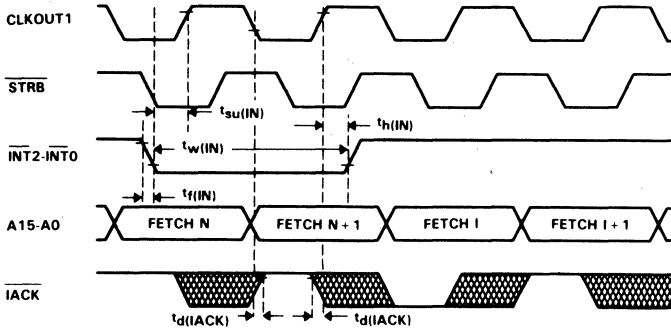 CLKOUT1
STRB
tsu(IN)
th(IN)
tw(IN)
INT2-INT0
tf(IN)
A15-A0
FETCH N
FETCH N + 1
FETCH I
FETCH I + 1
IACK
td(IACK)
td(IACK)